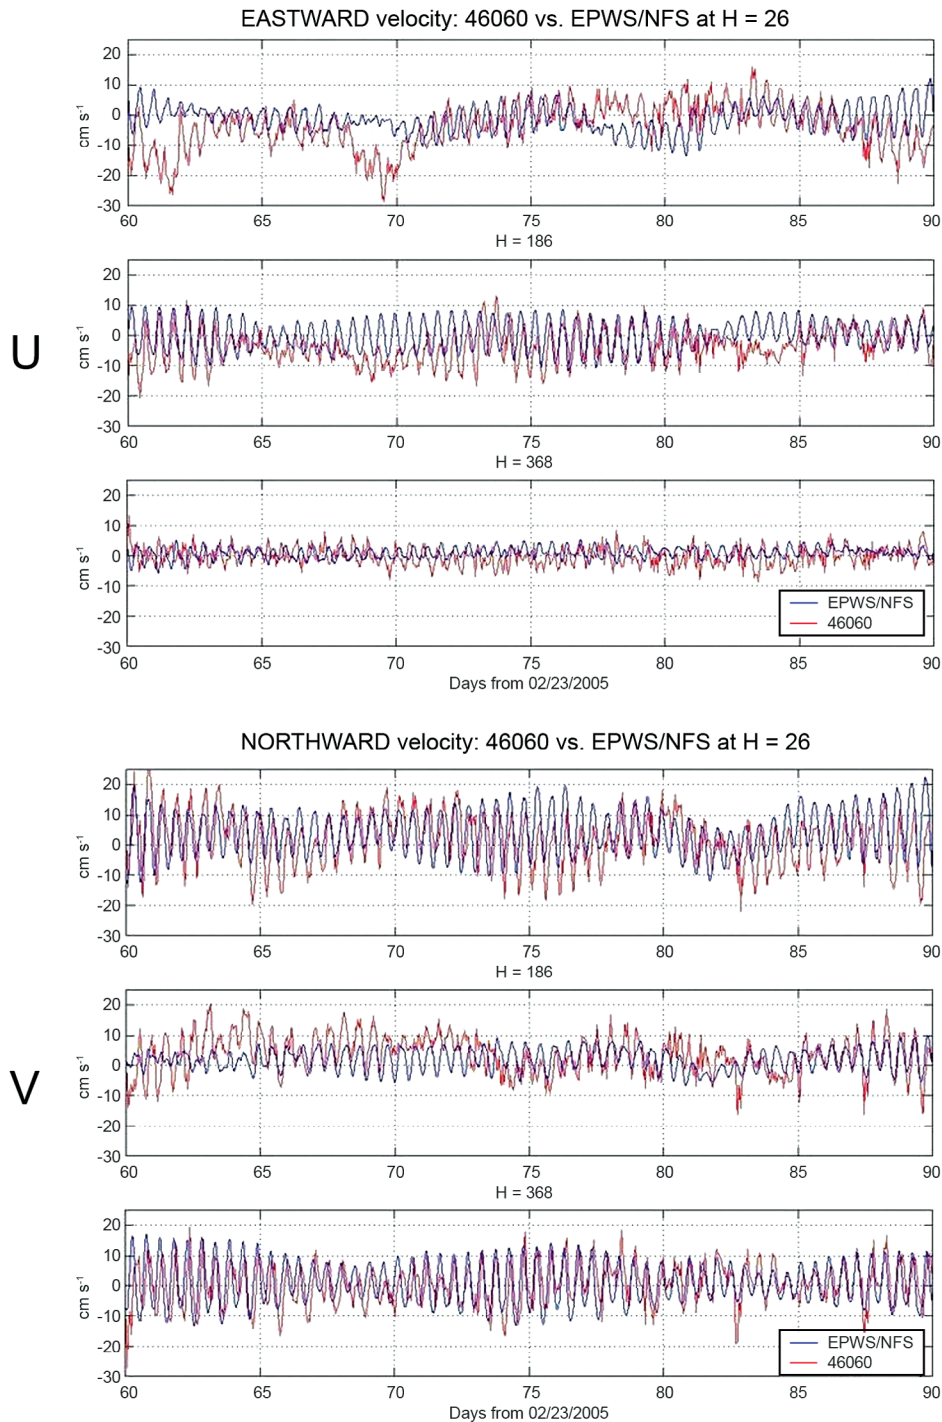 EASTWARD velocity: 46060 vs. EPWS/NFS at H = 26
20
10
0
-10
-20
-30
cm s⁻¹
60 65 70 75 80 85 90
H = 186
U
20
10
0
-10
-20
-30
cm s⁻¹
60 65 70 75 80 85 90
H = 368
20
10
0
-10
-20
-30
cm s⁻¹
EPWS/NFS
46060
60 65 70 75 80 85 90
Days from 02/23/2005
NORTHWARD velocity: 46060 vs. EPWS/NFS at H = 26
20
10
0
-10
-20
-30
cm s⁻¹
60 65 70 75 80 85 90
H = 186
V
20
10
0
-10
-20
-30
cm s⁻¹
60 65 70 75 80 85 90
H = 368
20
10
0
-10
-20
-30
cm s⁻¹
EPWS/NFS
46060
60 65 70 75 80 85 90
Days from 02/23/2005